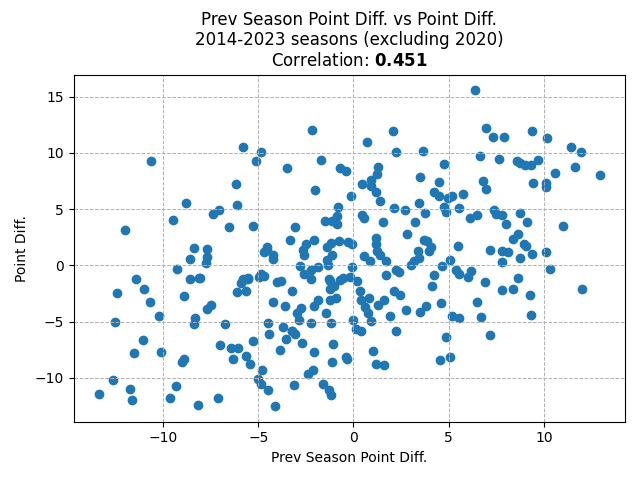 Prev Season Point Diff. vs Point Diff.
2014-2023 seasons (excluding 2020)
Correlation: 0.451
Point Diff.
15
10
5
0
−5
−10
−10
−5
0
5
10
Prev Season Point Diff.